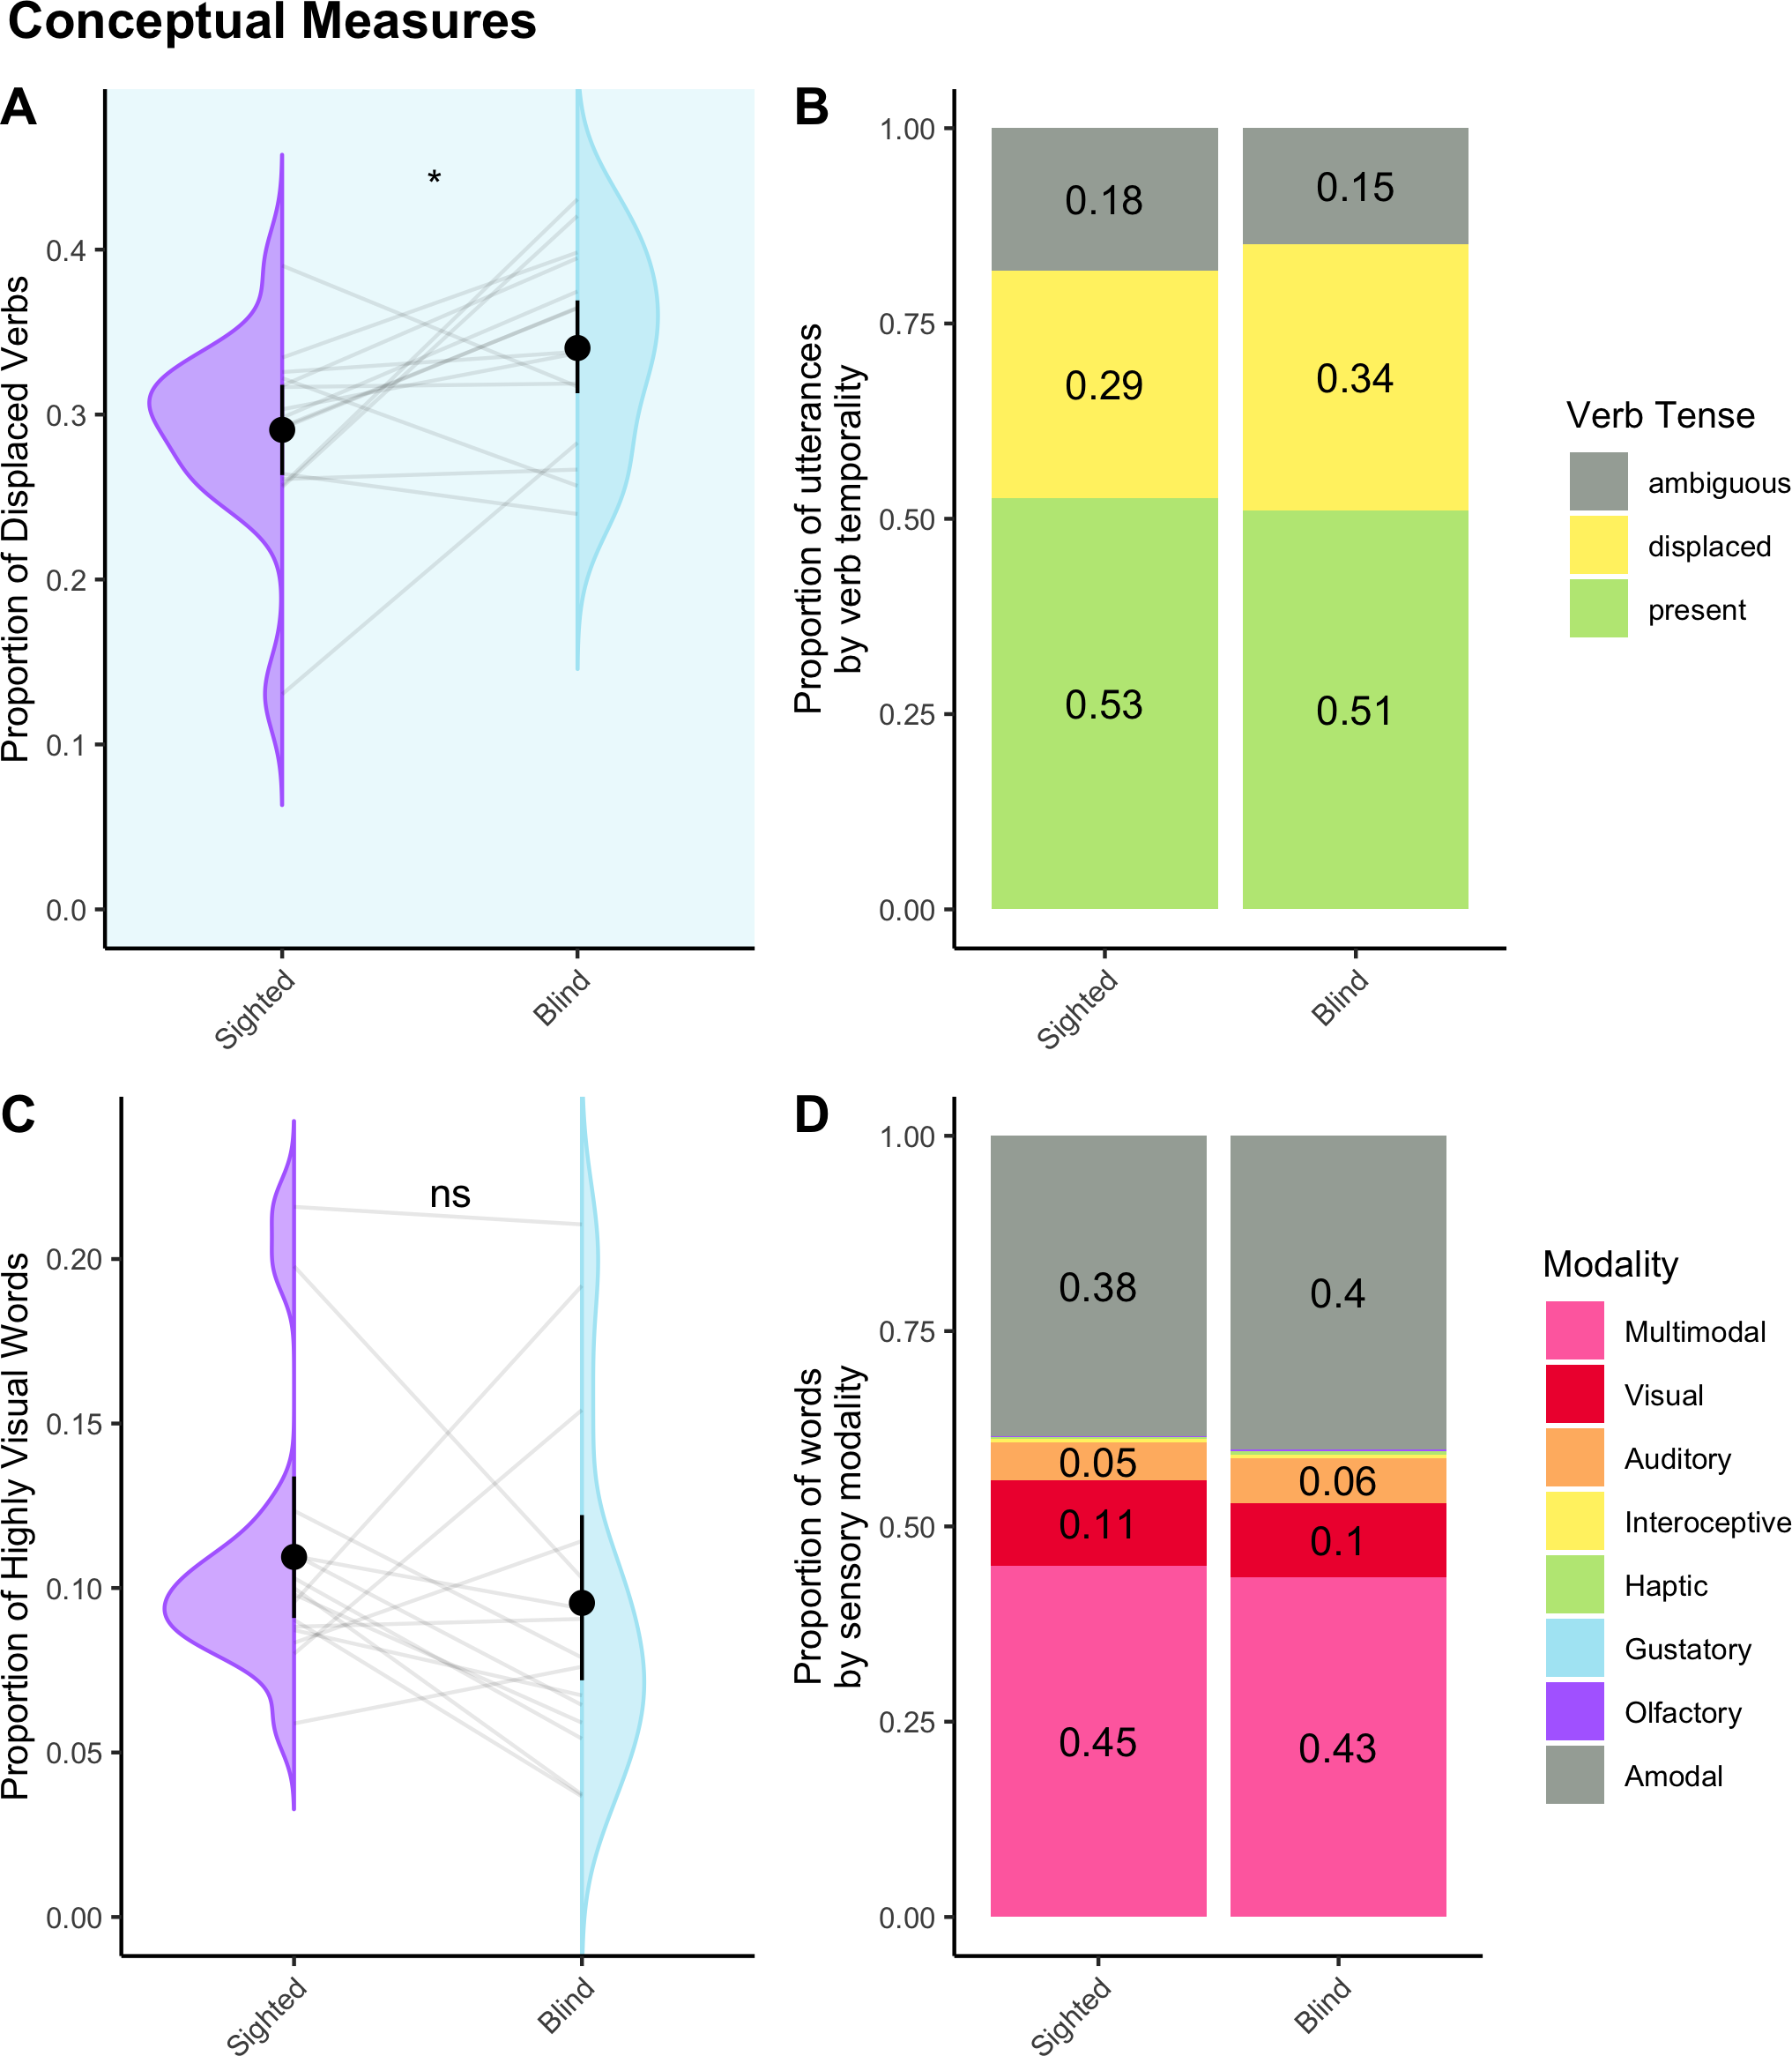 Conceptual Measures
A
Proportion of Displaced Verbs
0.4
0.3
0.2
0.1
0.0
*
Sighted
Blind
B
Proportion of utterances
by verb temporality
1.00
0.75
0.50
0.25
0.00
0.18
0.15
0.29
0.34
0.53
0.51
Sighted
Blind
Verb Tense
ambiguous
displaced
present
C
Proportion of Highly Visual Words
0.20
0.15
0.10
0.05
0.00
ns
Sighted
Blind
D
Proportion of words
by sensory modality
1.00
0.75
0.50
0.25
0.00
0.38
0.4
0.05
0.06
0.11
0.1
0.45
0.43
Sighted
Blind
Modality
Multimodal
Visual
Auditory
Interoceptive
Haptic
Gustatory
Olfactory
Amodal